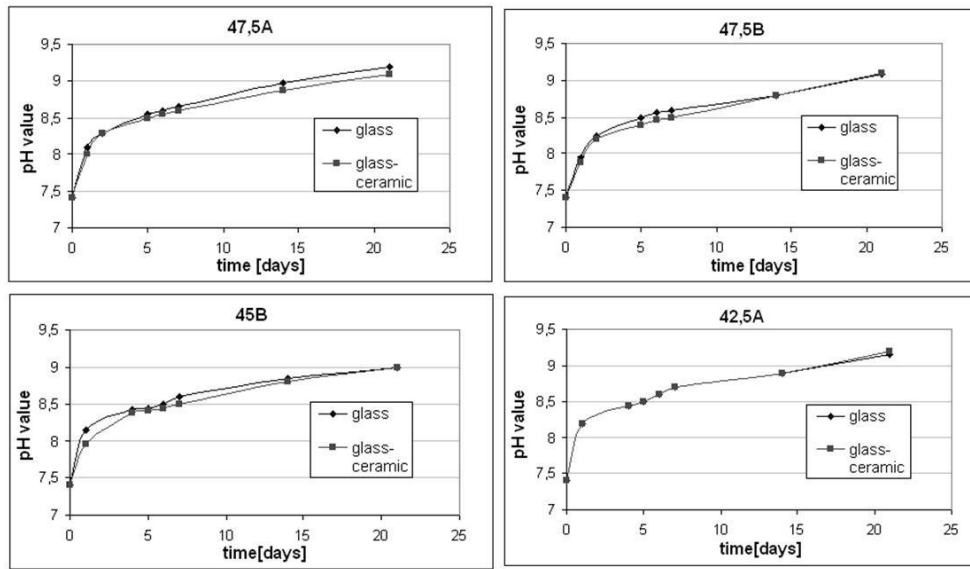 47,5A
9,5
9
8,5
8
7,5
7
pH value
glass
glass-
ceramic
0 5 10 15 20 25
time [days]
47,5B
9,5
9
8,5
8
7,5
7
pH value
glass
glass-
ceramic
0 5 10 15 20 25
time [days]
45B
9,5
9
8,5
8
7,5
7
pH value
glass
glass-
ceramic
0 5 10 15 20 25
time[days]
42,5A
9,5
9
8,5
8
7,5
7
pH value
glass
glass-
ceramic
0 5 10 15 20 25
time[days]